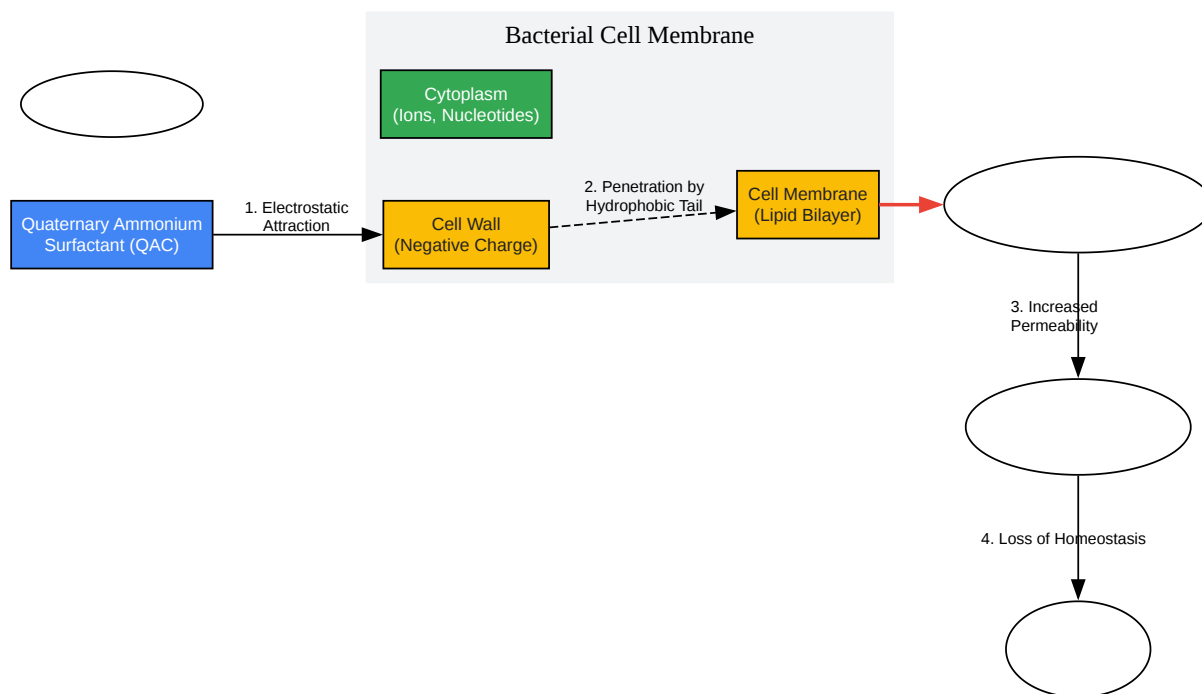 Bacterial Cell Membrane
Cytoplasm
(Ions, Nucleotides)
Quaternary Ammonium
Surfactant (QAC)
1. Electrostatic
Attraction
Cell Wall
(Negative Charge)
2. Penetration by
Hydrophobic Tail
Cell Membrane
(Lipid Bilayer)
3. Increased
Permeability
4. Loss of Homeostasis